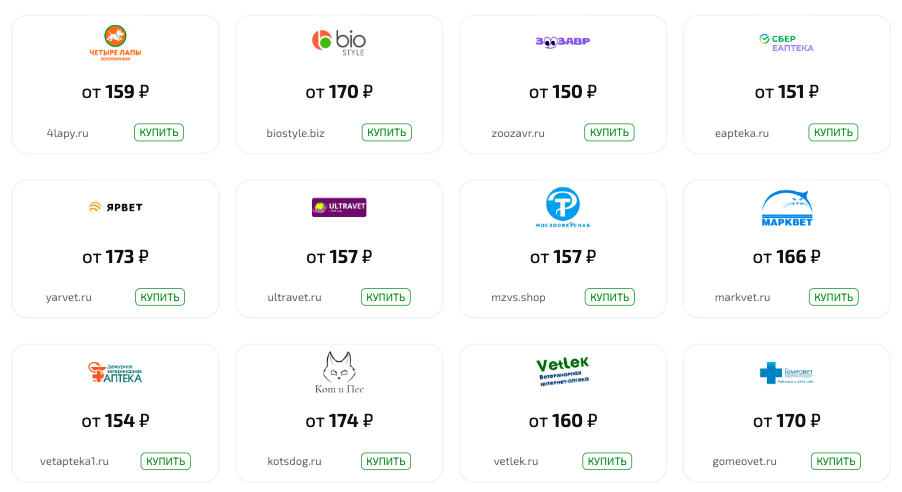 ЧЕТЫРЕ ЛАПЫ
ЗООМАГАЗИН
от 159 ₽
4lapy.ru
КУПИТЬ
bio
STYLE
от 170 ₽
biostyle.biz
КУПИТЬ
ЗООЗАВР
от 150 ₽
zoozavr.ru
КУПИТЬ
СБЕР
ЕАПТЕКА
от 151 ₽
eapteka.ru
КУПИТЬ
ЯРВЕТ
от 173 ₽
yarvet.ru
КУПИТЬ
ULTRAVET
от 157 ₽
ultravet.ru
КУПИТЬ
МОСЗООВЕТСНАБ
от 157 ₽
mzvs.shop
КУПИТЬ
МАРКВЕТ
от 166 ₽
markvet.ru
КУПИТЬ
Дежурная
ветеринарная
АПТЕКА
от 154 ₽
vetapteka1.ru
КУПИТЬ
Кот и Пес
от 174 ₽
kotsdog.ru
КУПИТЬ
Vetlek
Ветеринарная
интернет-аптека
от 160 ₽
vetlek.ru
КУПИТЬ
Гомеовет
от 170 ₽
gomeovet.ru
КУПИТЬ